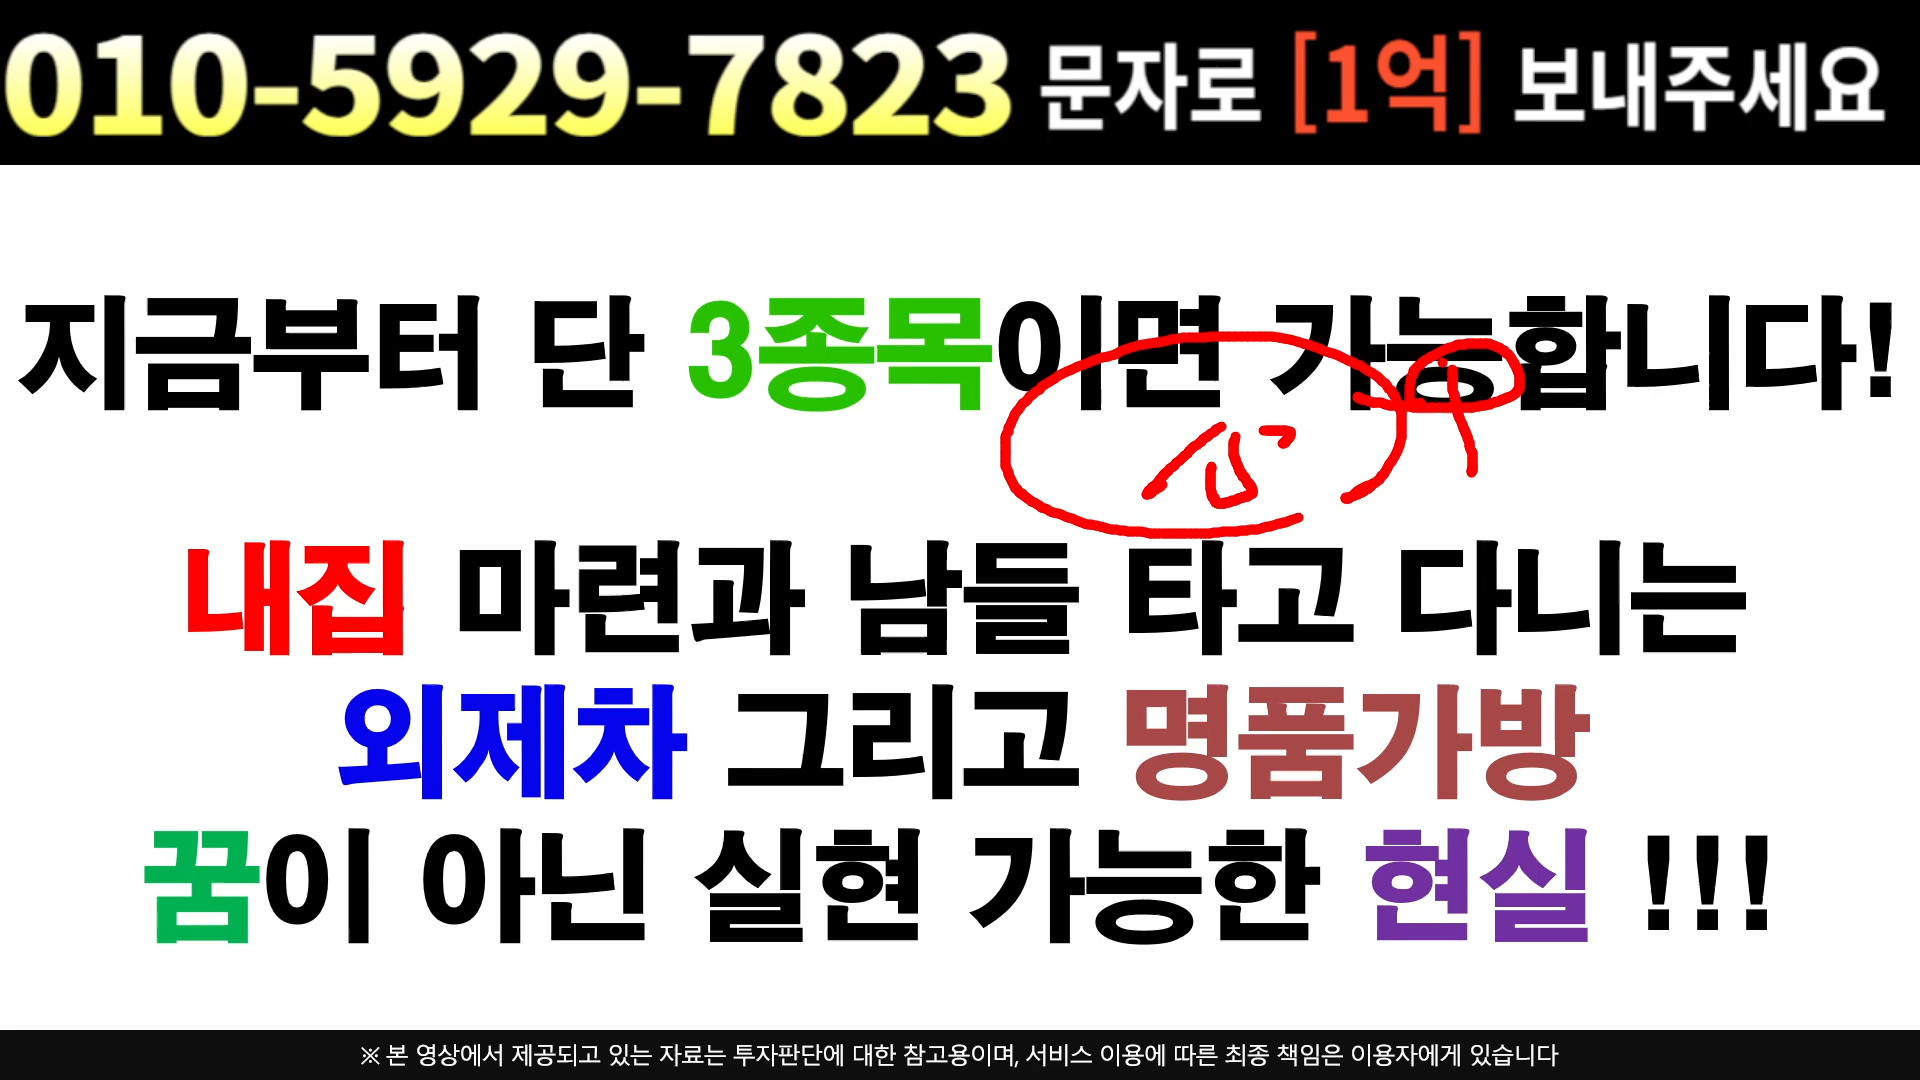 010-5929-7823 문자로 [1억] 보내주세요
지금부터 단 3종목이면 가능합니다!
내집 마련과 남들 타고 다니는
외제차 그리고 명품가방
꿈이 아닌 실현 가능한 현실 !!!
※ 본 영상에서 제공되고 있는 자료는 투자판단에 대한 참고용이며, 서비스 이용에 따른 최종 책임은 이용자에게 있습니다